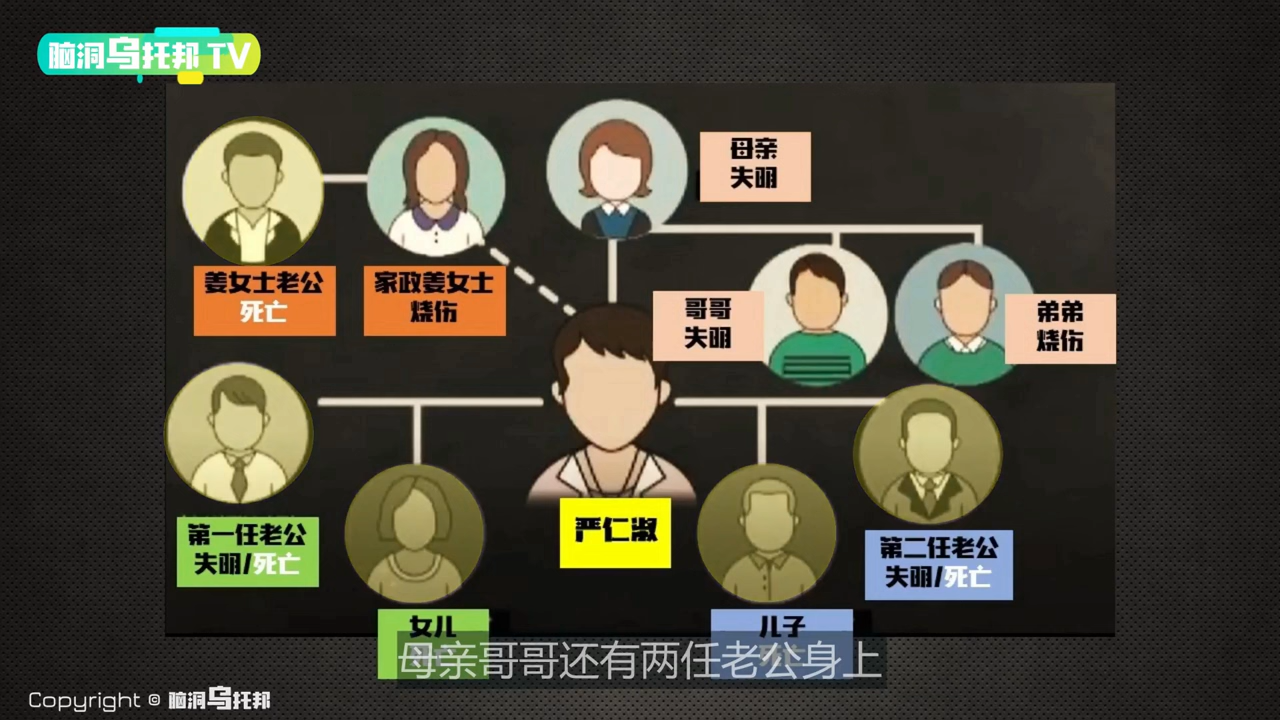 脑洞乌托邦TV
母亲
失明
姜女士老公
死亡
家政姜女士
烧伤
哥哥
失明
弟弟
烧伤
第一任老公
失明/死亡
严仁淑
第二任老公
失明/死亡
女儿
儿子
母亲哥哥还有两任老公身上
Copyright © 脑洞乌托邦